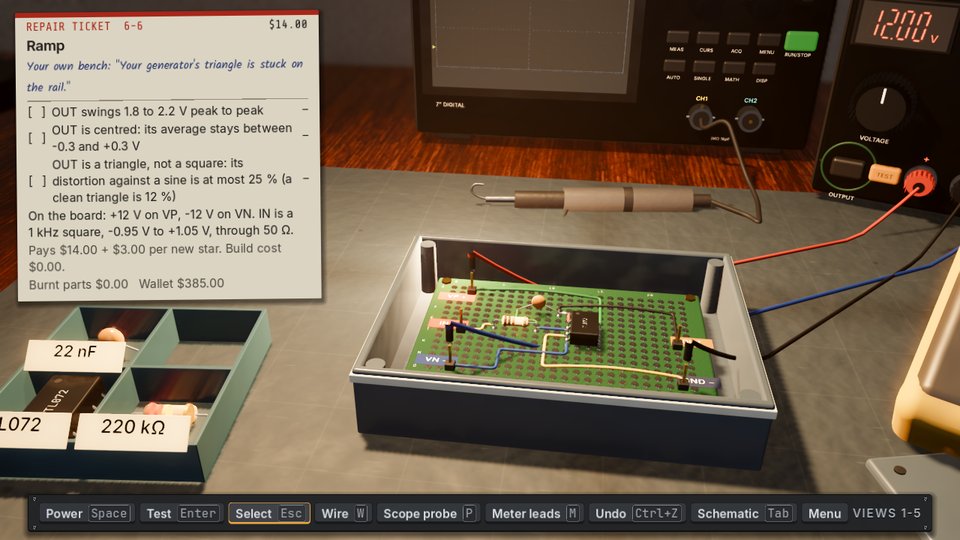 REPAIR TICKET 6-6 $14.00
Ramp
Your own bench: "Your generator's triangle is stuck on
the rail."
[ ] OUT swings 1.8 to 2.2 V peak to peak –
[ ] OUT is centred: its average stays between
-0.3 and +0.3 V –
[ ] OUT is a triangle, not a square: its
distortion against a sine is at most 25 % (a
clean triangle is 12 %) –
On the board: +12 V on VP, -12 V on VN. IN is a
1 kHz square, -0.95 V to +1.05 V, through 50 Ω.
Pays $14.00 + $3.00 per new star. Build cost
$0.00.
Burnt parts $0.00 Wallet $385.00
MEAS CURS ACQ MENU RUN/STOP
AUTO SINGLE MATH DISP
7" DIGITAL
CH1 CH2
12.00 V
VOLTAGE
OUTPUT
TEST
+
22 nF
TL072
L072
220 kΩ
VN
GND
Power Space Test Enter Select Esc Wire W Scope probe P Meter leads M Undo Ctrl+Z Schematic Tab Menu VIEWS 1-5